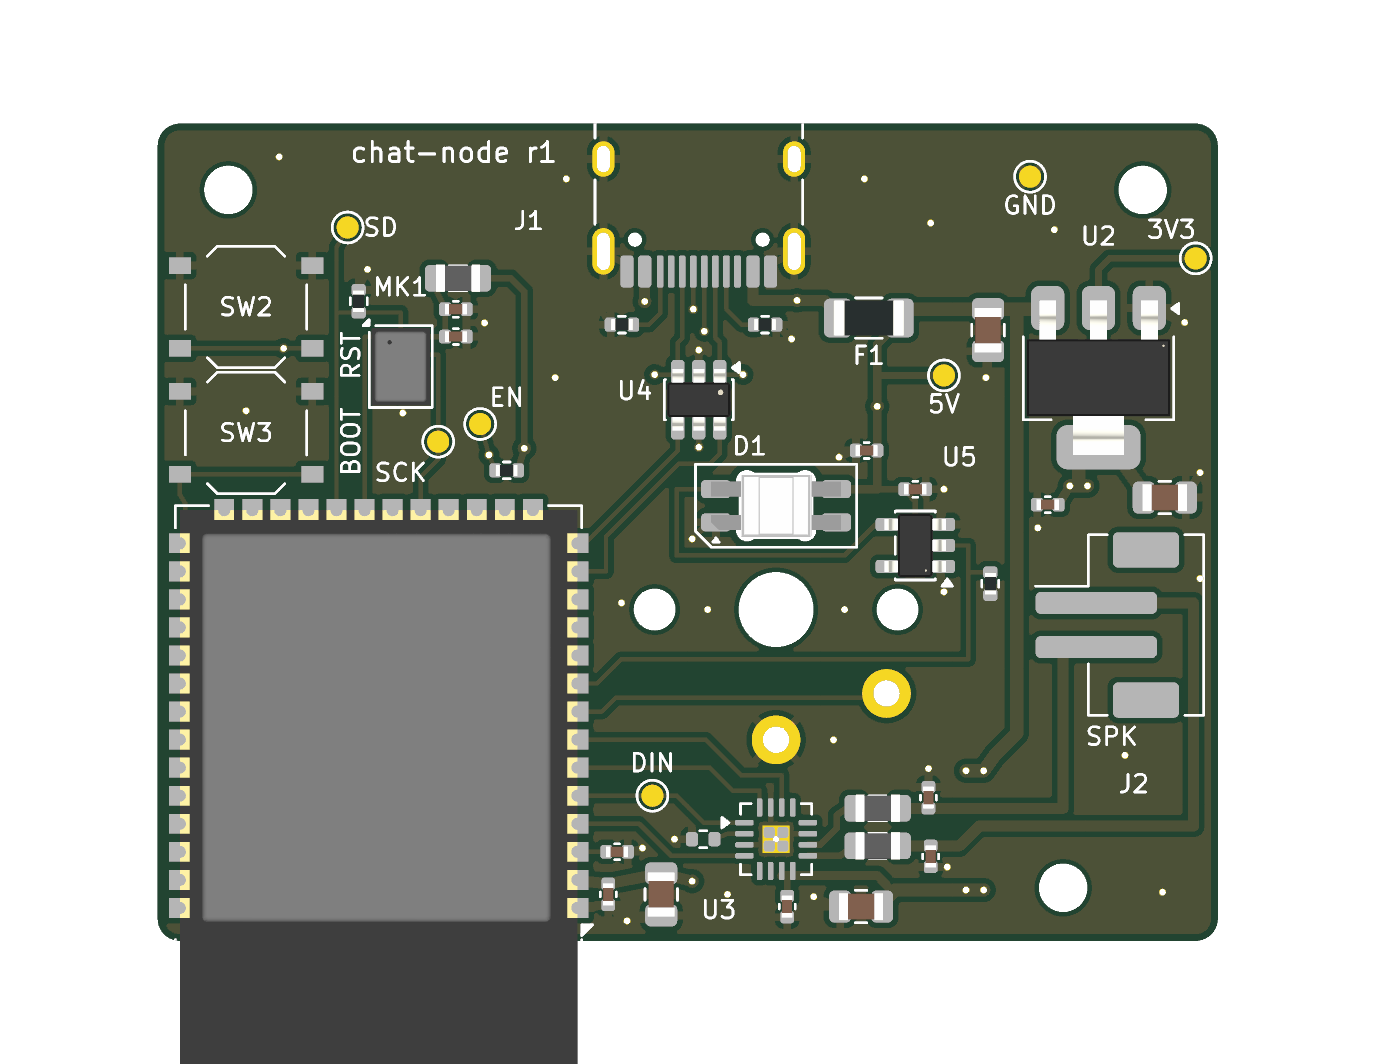 chat-node r1
J1
GND
U2
3V3
SD
MK1
SW2
RST
F1
EN
U4
5V
SW3
BOOT
SCK
D1
U5
SPK
DIN
J2
U3